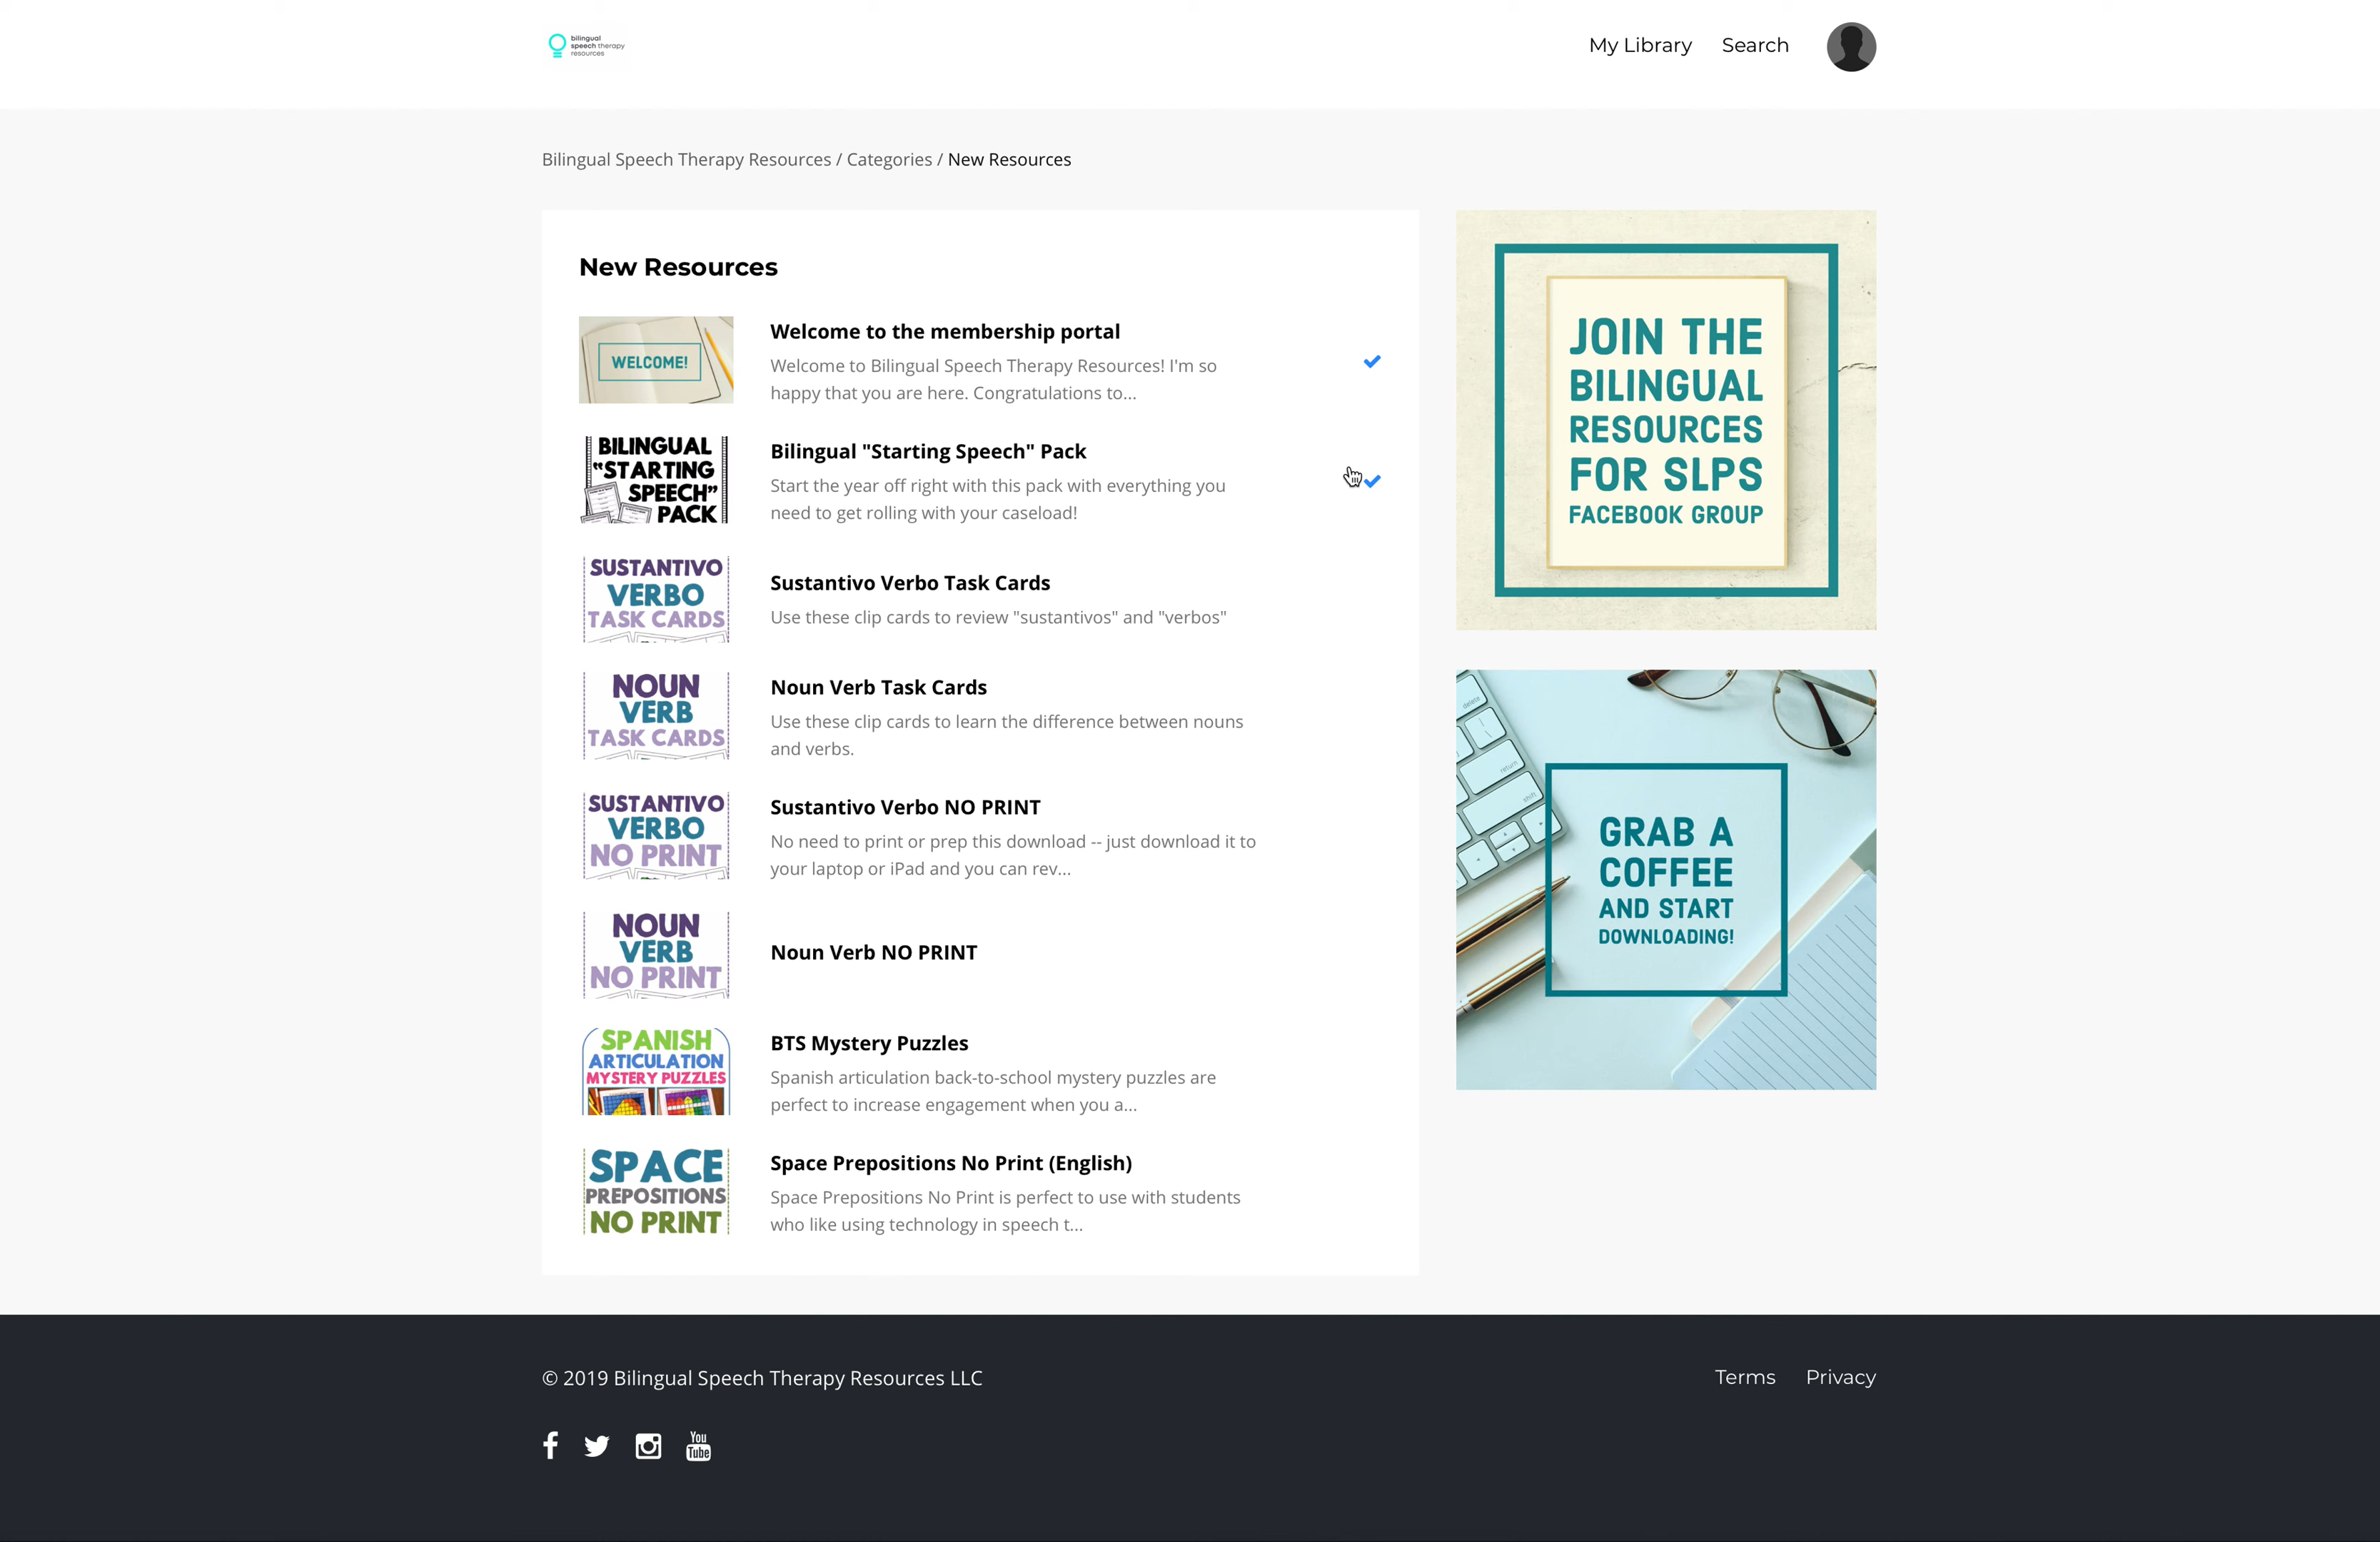 bilingual
speech therapy
resources
My Library
Search
Bilingual Speech Therapy Resources / Categories / New Resources
New Resources
WELCOME!
Welcome to the membership portal
Welcome to Bilingual Speech Therapy Resources! I'm so
happy that you are here. Congratulations to...
BILINGUAL
“STARTING
SPEECH”
PACK
Bilingual "Starting Speech" Pack
Start the year off right with this pack with everything you
need to get rolling with your caseload!
SUSTANTIVO
VERBO
TASK CARDS
Sustantivo Verbo Task Cards
Use these clip cards to review "sustantivos" and "verbos"
NOUN
VERB
TASK CARDS
Noun Verb Task Cards
Use these clip cards to learn the difference between nouns
and verbs.
SUSTANTIVO
VERBO
NO PRINT
Sustantivo Verbo NO PRINT
No need to print or prep this download -- just download it to
your laptop or iPad and you can rev...
NOUN
VERB
NO PRINT
Noun Verb NO PRINT
SPANISH
ARTICULATION
MYSTERY PUZZLES
BTS Mystery Puzzles
Spanish articulation back-to-school mystery puzzles are
perfect to increase engagement when you a...
SPACE
PREPOSITIONS
NO PRINT
Space Prepositions No Print (English)
Space Prepositions No Print is perfect to use with students
who like using technology in speech t...
JOIN THE
BILINGUAL
RESOURCES
FOR SLPS
FACEBOOK GROUP
delete
return
shift
GRAB A
COFFEE
AND START
DOWNLOADING!
© 2019 Bilingual Speech Therapy Resources LLC
Terms
Privacy
You
Tube